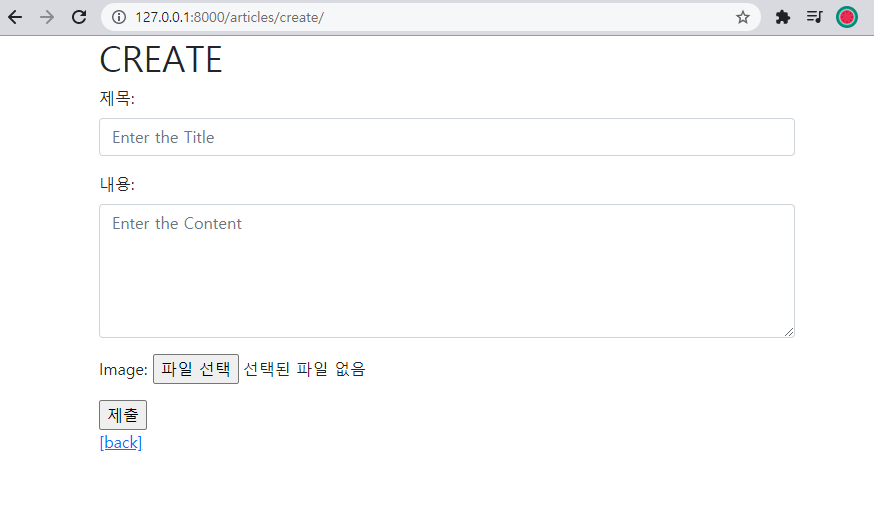 127.0.0.1:8000/articles/create/
CREATE
제목:
Enter the Title
내용:
Enter the Content
Image: 파일 선택 선택된 파일 없음
제출
[back]